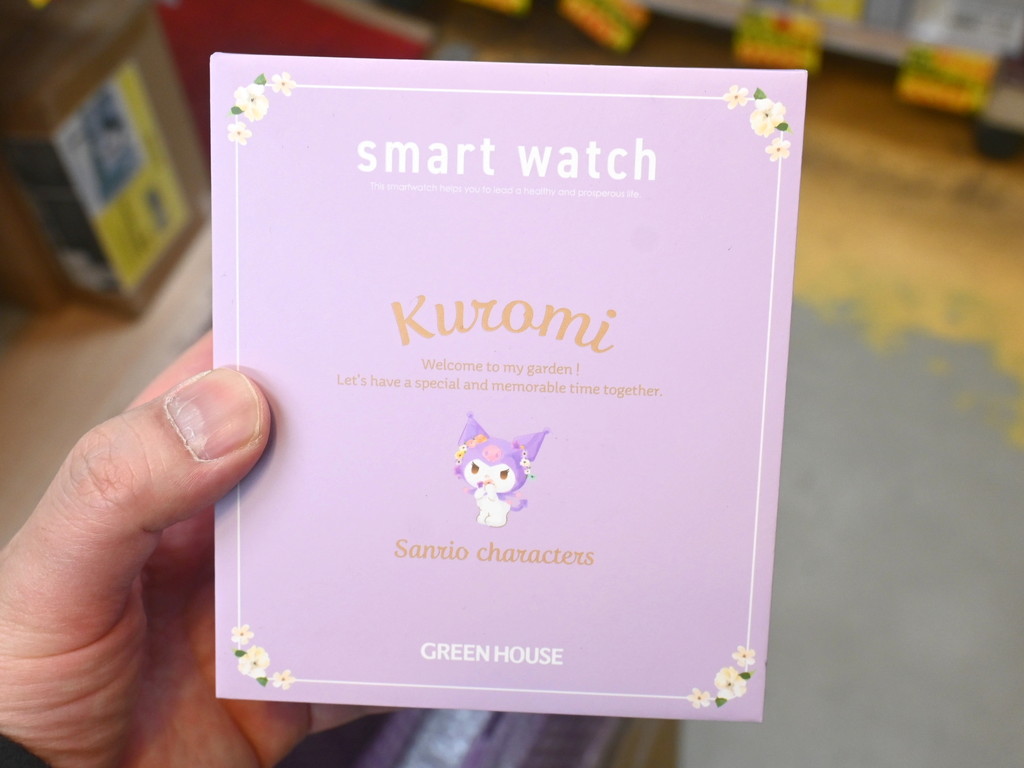 smart watch
This smartwatch helps you to lead a healthy and prosperous life.
Kuromi
Welcome to my garden !
Let's have a special and memorable time together.
Sanrio characters
GREEN HOUSE